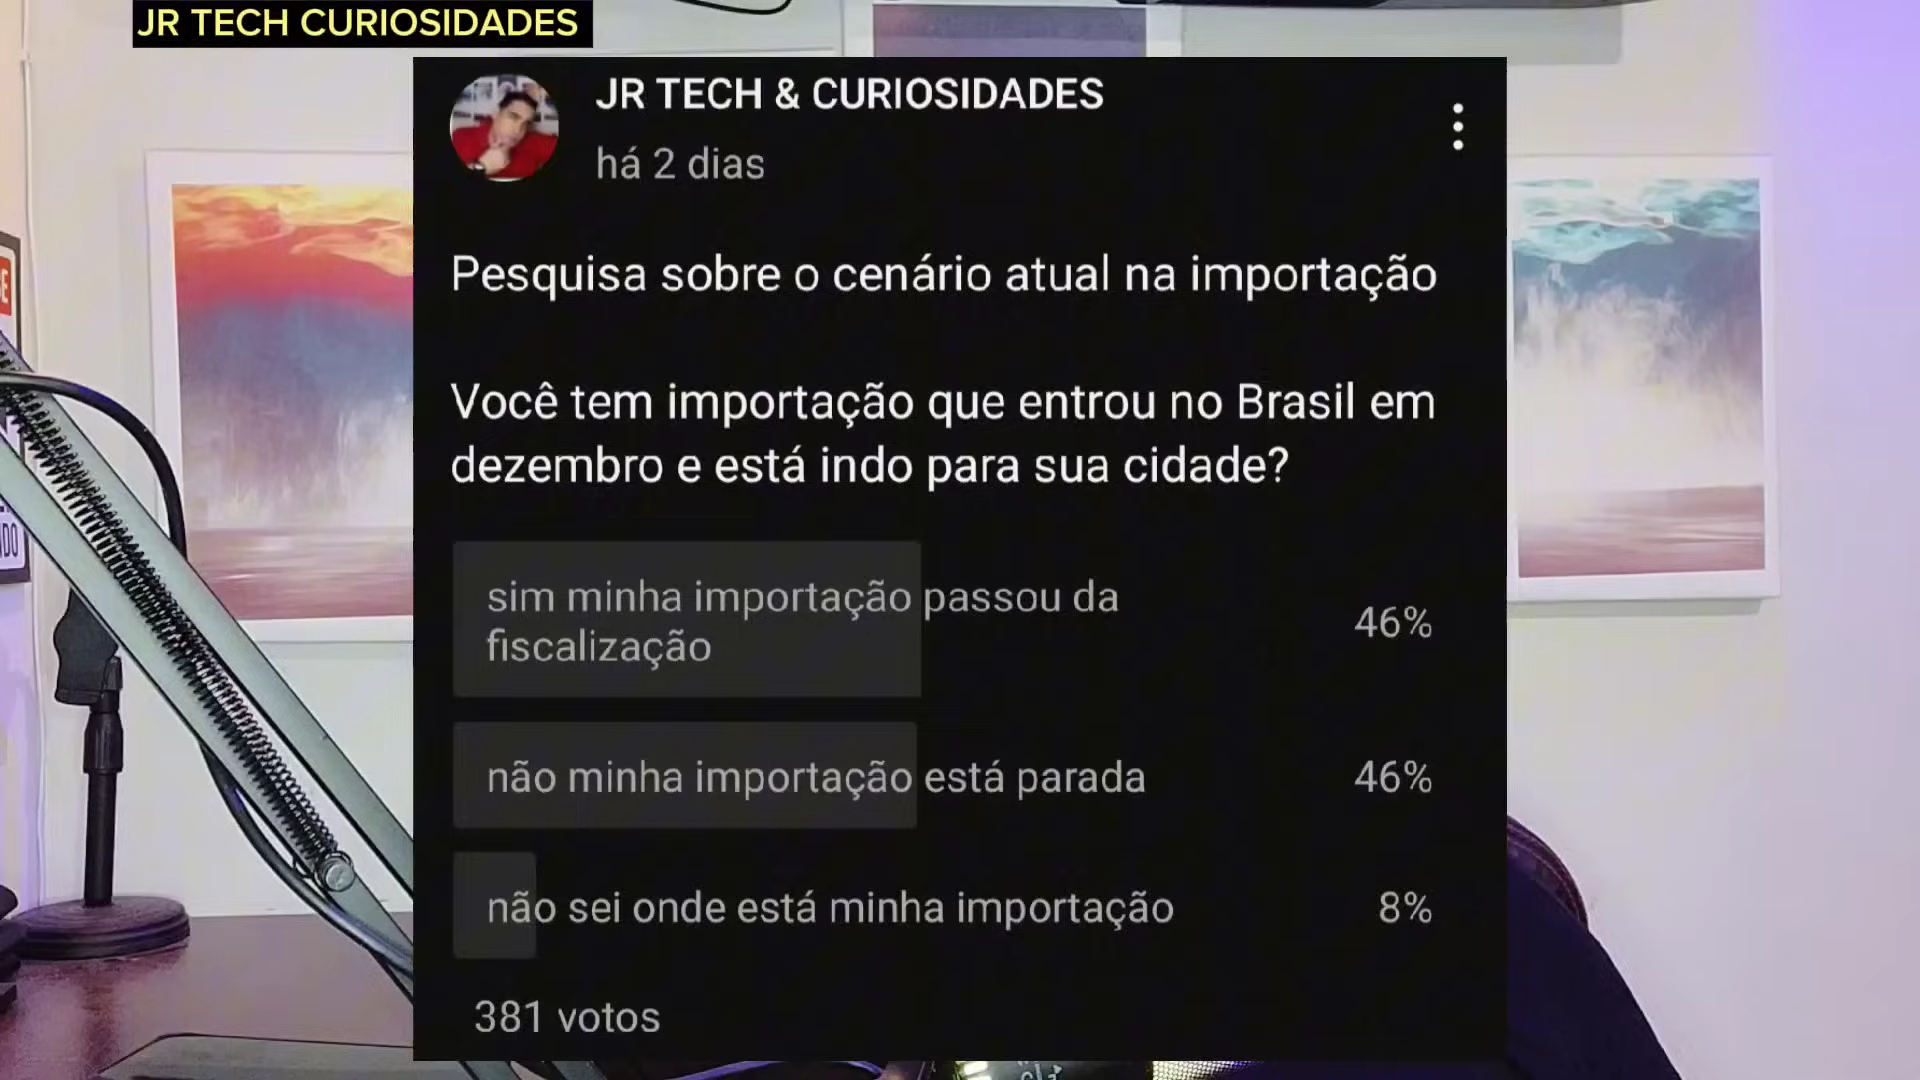 JR TECH CURIOSIDADES
JR TECH & CURIOSIDADES
há 2 dias
Pesquisa sobre o cenário atual na importação
Você tem importação que entrou no Brasil em
dezembro e está indo para sua cidade?
sim minha importação passou da
fiscalização
46%
não minha importação está parada
46%
não sei onde está minha importação
8%
381 votos